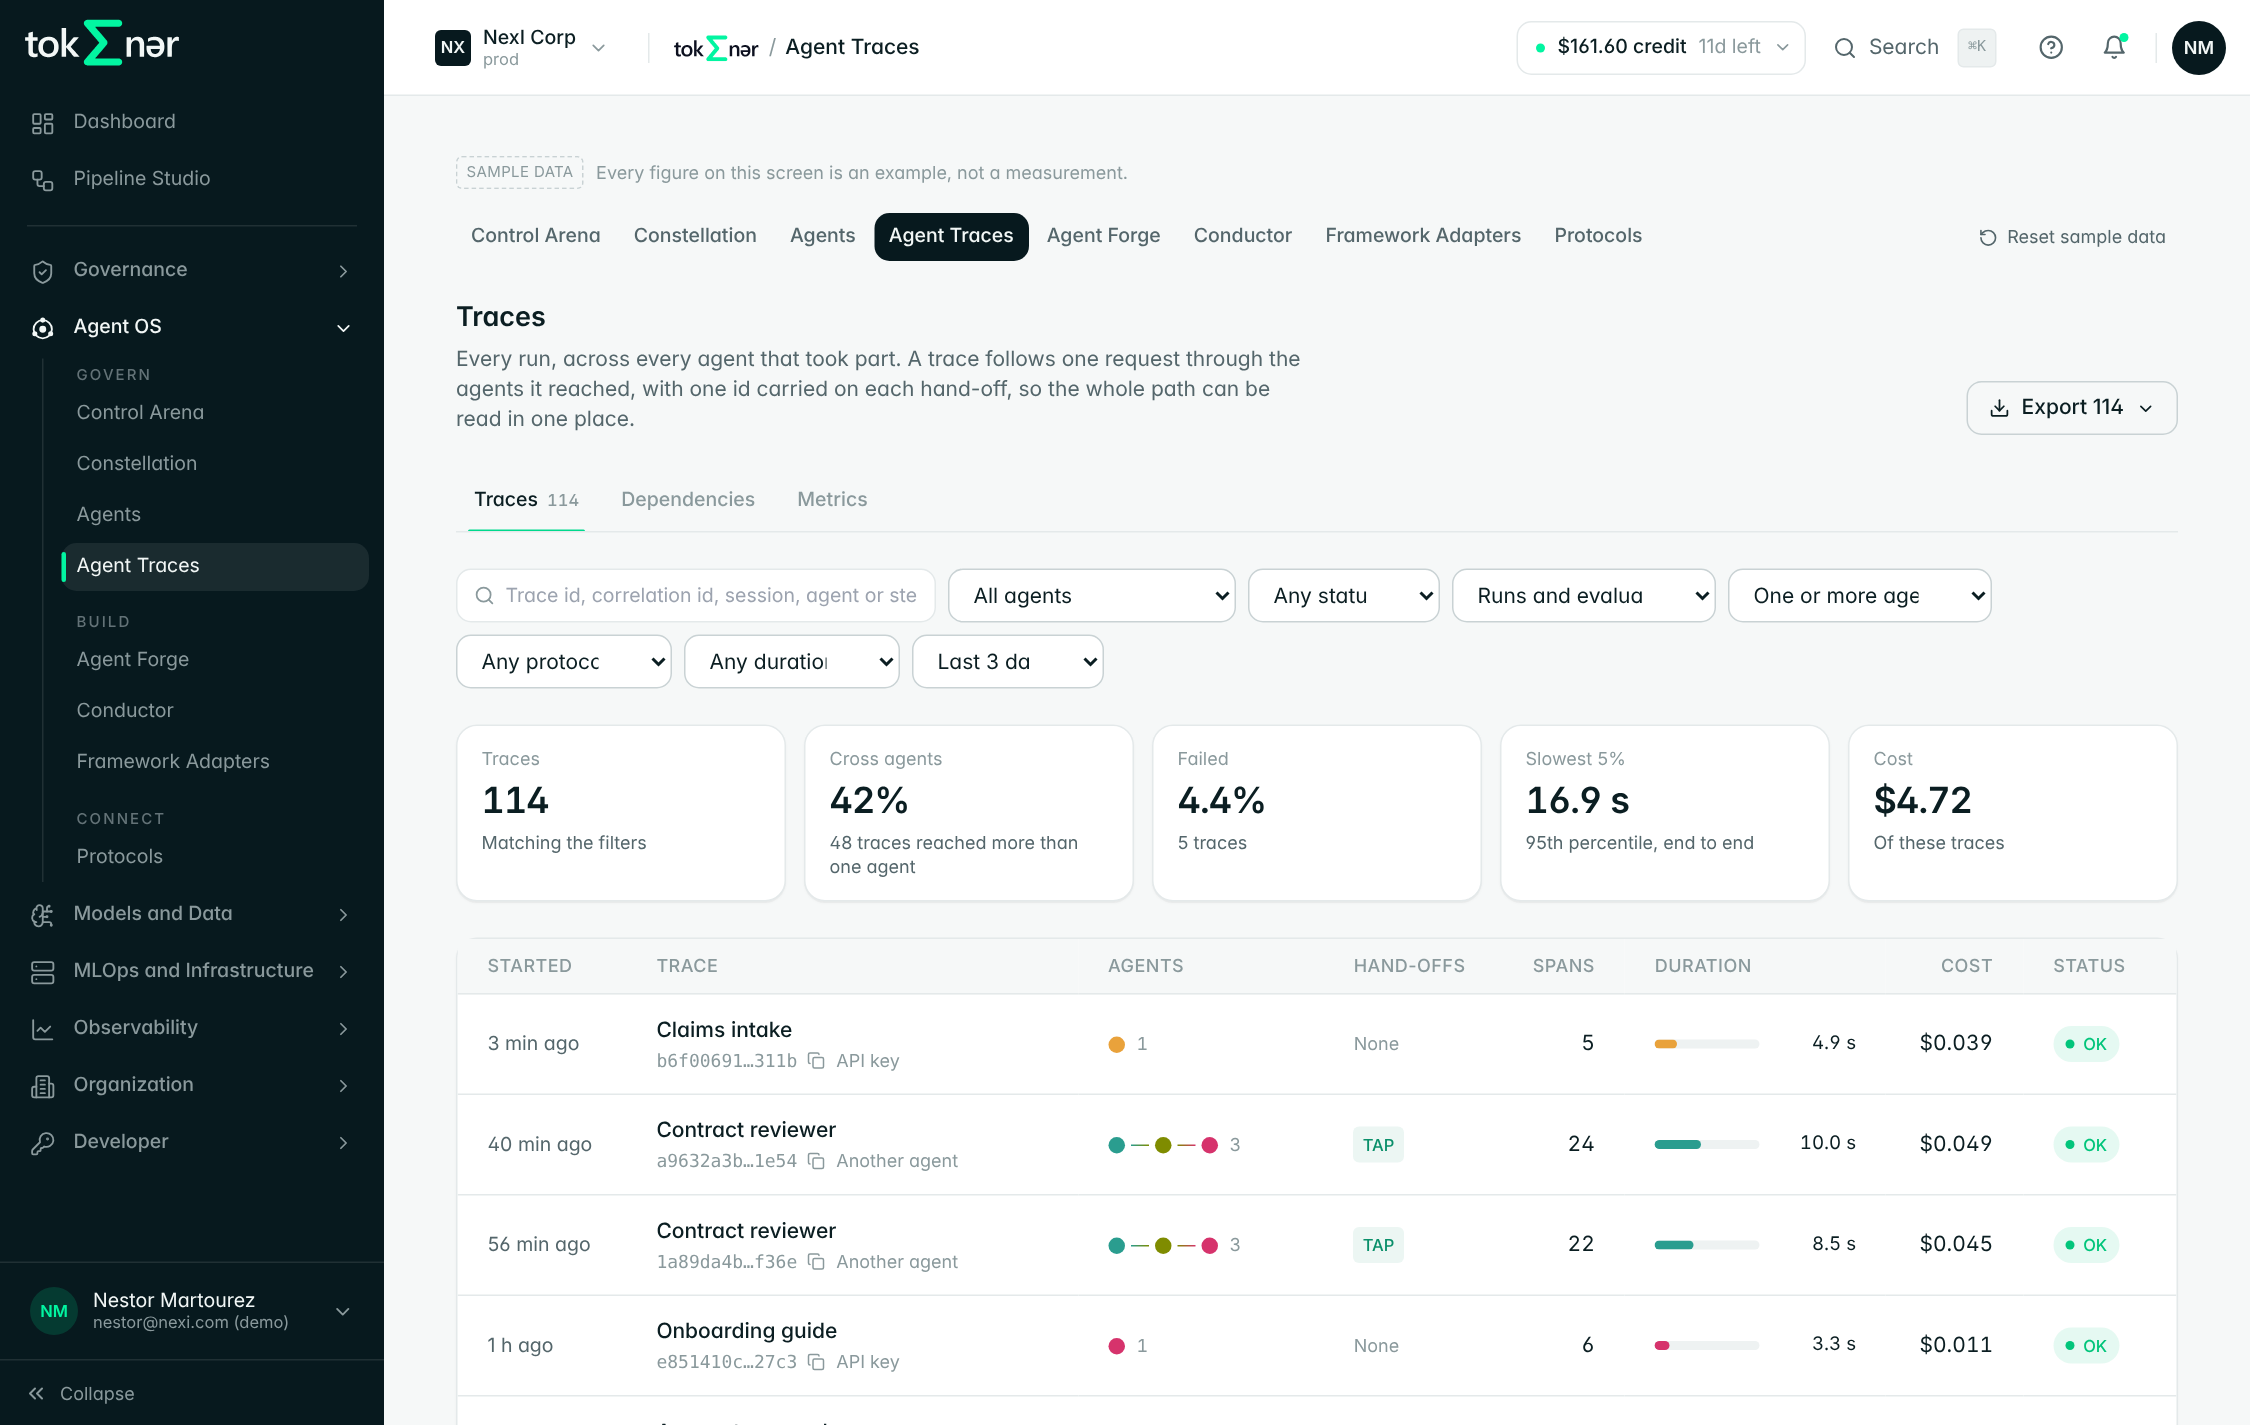 tokΣnər
Dashboard
Pipeline Studio
Governance
Agent OS
GOVERN
Control Arena
Constellation
Agents
Agent Traces
BUILD
Agent Forge
Conductor
Framework Adapters
CONNECT
Protocols
Models and Data
MLOps and Infrastructure
Observability
Organization
Developer
NM
Nestor Martourez
nestor@nexi.com (demo)
Collapse
NX
NexI Corp
prod
tokΣnər / Agent Traces
$161.60 credit 11d left
Search ⌘K
NM
SAMPLE DATA Every figure on this screen is an example, not a measurement.
Control Arena Constellation Agents Agent Traces Agent Forge Conductor Framework Adapters Protocols
Reset sample data
Traces
Every run, across every agent that took part. A trace follows one request through the
agents it reached, with one id carried on each hand-off, so the whole path can be
read in one place.
Export 114
Traces 114 Dependencies Metrics
Trace id, correlation id, session, agent or ste
All agents
Any statu
Runs and evalua
One or more age
Any protoc
Any duration
Last 3 da
Traces
114
Matching the filters
Cross agents
42%
48 traces reached more than
one agent
Failed
4.4%
5 traces
Slowest 5%
16.9 s
95th percentile, end to end
Cost
$4.72
Of these traces
STARTED TRACE AGENTS HAND-OFFS SPANS DURATION COST STATUS
3 min ago Claims intake 1 None 5 4.9 s $0.039 OK
b6f00691…311b API key
40 min ago Contract reviewer 3 TAP 24 10.0 s $0.049 OK
a9632a3b…1e54 Another agent
56 min ago Contract reviewer 3 TAP 22 8.5 s $0.045 OK
1a89da4b…f36e Another agent
1 h ago Onboarding guide 1 None 6 3.3 s $0.011 OK
e851410c…27c3 API key